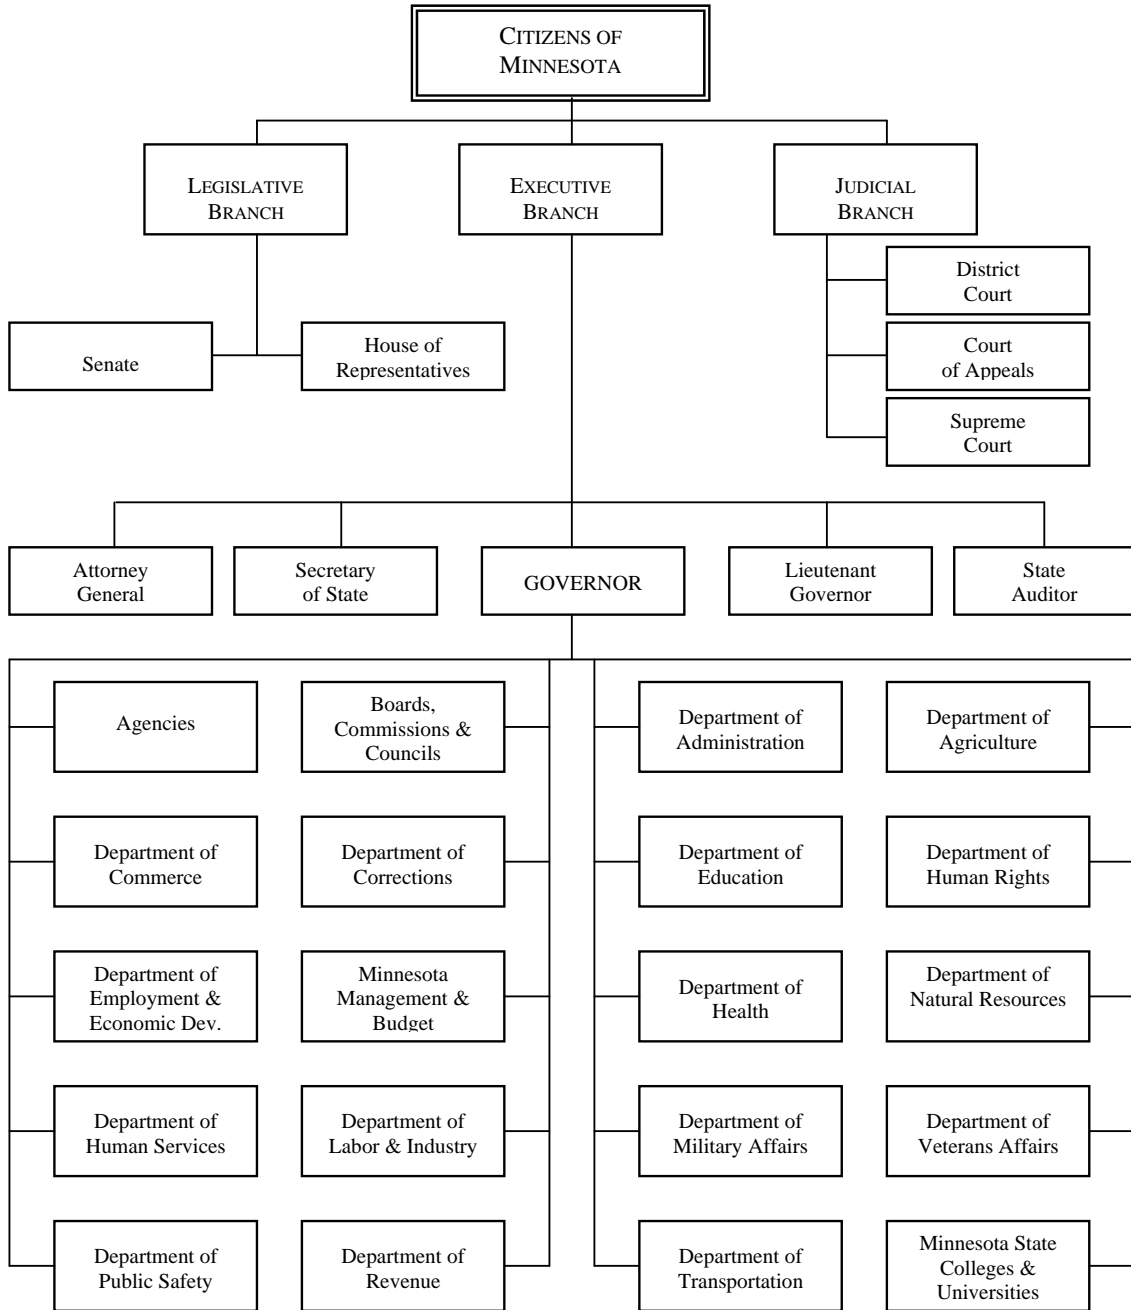 CITIZENS OF
MINNESOTA
LEGISLATIVE
BRANCH
EXECUTIVE
BRANCH
JUDICIAL
BRANCH
District
Court
Senate
House of
Representatives
Court
of Appeals
Supreme
Court
Attorney
General
Secretary
of State
GOVERNOR
Lieutenant
Governor
State
Auditor
Agencies
Boards,
Commissions &
Councils
Department of
Administration
Department of
Agriculture
Department of
Commerce
Department of
Corrections
Department of
Education
Department of
Human Rights
Department of
Employment &
Economic Dev.
Minnesota
Management &
Budget
Department of
Health
Department of
Natural Resources
Department of
Human Services
Department of
Labor & Industry
Department of
Military Affairs
Department of
Veterans Affairs
Department of
Public Safety
Department of
Revenue
Department of
Transportation
Minnesota State
Colleges &
Universities